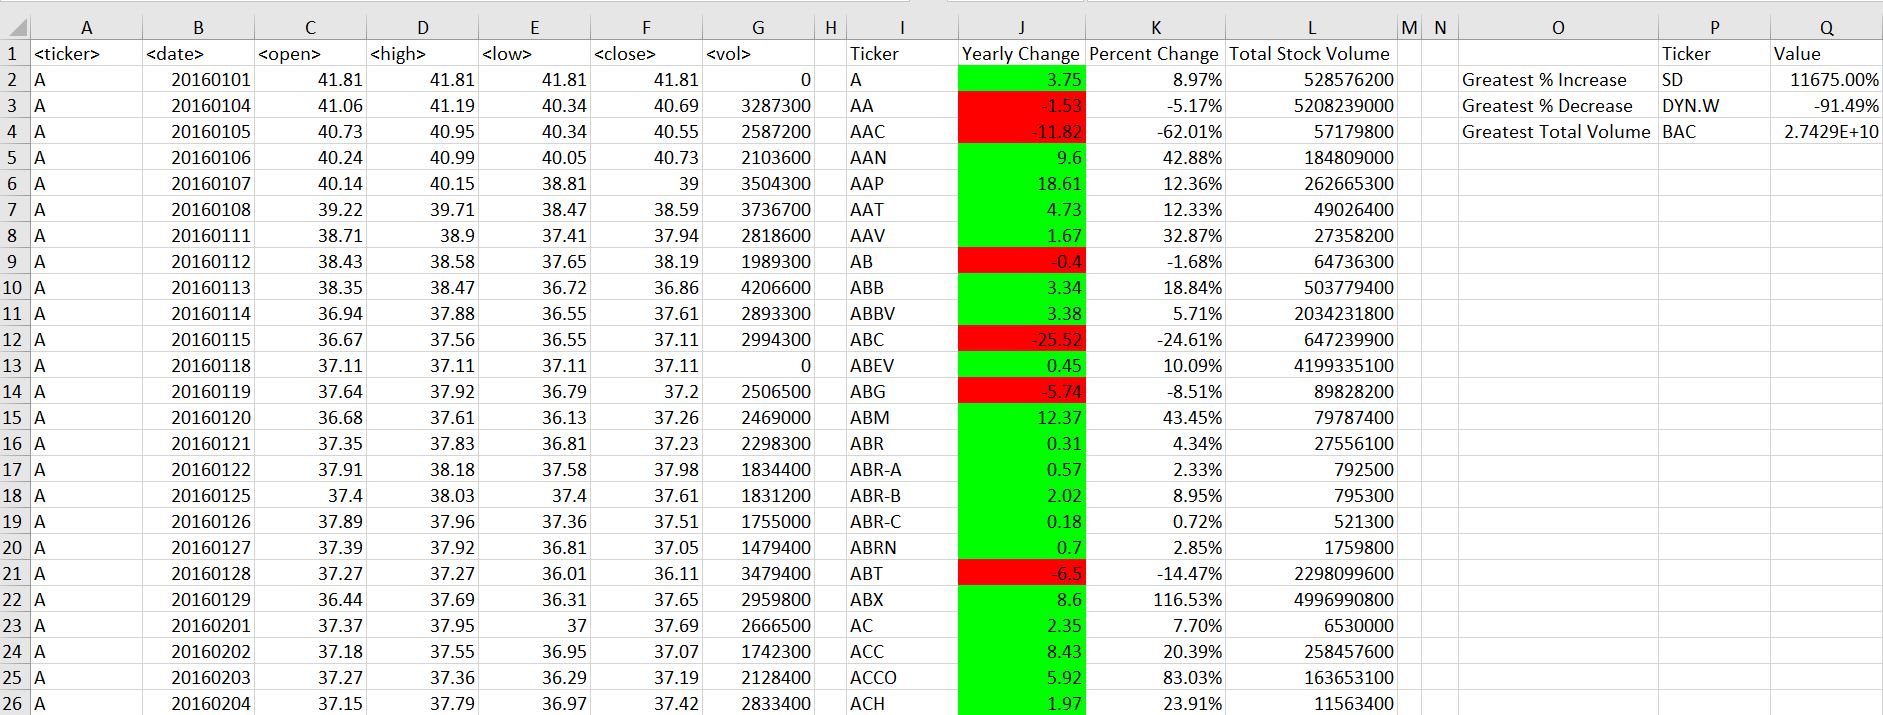 A B C D E F G H I J K L M N O P Q
1 <ticker> <date> <open> <high> <low> <close> <vol> Ticker Yearly Change Percent Change Total Stock Volume Ticker Value
2 A 20160101 41.81 41.81 41.81 41.81 0 A 3.75 8.97% 528576200 Greatest % Increase SD 11675.00%
3 A 20160104 41.06 41.19 40.34 40.69 3287300 AA -1.53 -5.17% 5208239000 Greatest % Decrease DYN.W -91.49%
4 A 20160105 40.73 40.95 40.34 40.55 2587200 AAC -11.82 -62.01% 57179800 Greatest Total Volume BAC 2.7429E+10
5 A 20160106 40.24 40.99 40.05 40.73 2103600 AAN 9.6 42.88% 184809000
6 A 20160107 40.14 40.15 38.81 39 3504300 AAP 18.61 12.36% 262665300
7 A 20160108 39.22 39.71 38.47 38.59 3736700 AAT 4.73 12.33% 49026400
8 A 20160111 38.71 38.9 37.41 37.94 2818600 AAV 1.67 32.87% 27358200
9 A 20160112 38.43 38.58 37.65 38.19 1989300 AB -0.4 -1.68% 64736300
10 A 20160113 38.35 38.47 36.72 36.86 4206600 ABB 3.34 18.84% 503779400
11 A 20160114 36.94 37.88 36.55 37.61 2893300 ABBV 3.38 5.71% 2034231800
12 A 20160115 36.67 37.56 36.55 37.11 2994300 ABC -25.52 -24.61% 647239900
13 A 20160118 37.11 37.11 37.11 37.11 0 ABEV 0.45 10.09% 4199335100
14 A 20160119 37.64 37.92 36.79 37.2 2506500 ABG -5.74 -8.51% 89828200
15 A 20160120 36.68 37.61 36.13 37.26 2469000 ABM 12.37 43.45% 79787400
16 A 20160121 37.35 37.83 36.81 37.23 2298300 ABR 0.31 4.34% 27556100
17 A 20160122 37.91 38.18 37.58 37.98 1834400 ABR-A 0.57 2.33% 792500
18 A 20160125 37.4 38.03 37.4 37.61 1831200 ABR-B 2.02 8.95% 795300
19 A 20160126 37.89 37.96 37.36 37.51 1755000 ABR-C 0.18 0.72% 521300
20 A 20160127 37.39 37.92 36.81 37.05 1479400 ABRN 0.7 2.85% 1759800
21 A 20160128 37.27 37.27 36.01 36.11 3479400 ABT -6.5 -14.47% 2298099600
22 A 20160129 36.44 37.69 36.31 37.65 2959800 ABX 8.6 116.53% 4996990800
23 A 20160201 37.37 37.95 37 37.69 2666500 AC 2.35 7.70% 6530000
24 A 20160202 37.18 37.55 36.95 37.07 1742300 ACC 8.43 20.39% 258457600
25 A 20160203 37.27 37.36 36.29 37.19 2128400 ACCO 5.92 83.03% 163653100
26 A 20160204 37.15 37.79 36.97 37.42 2833400 ACH 1.97 23.91% 11563400